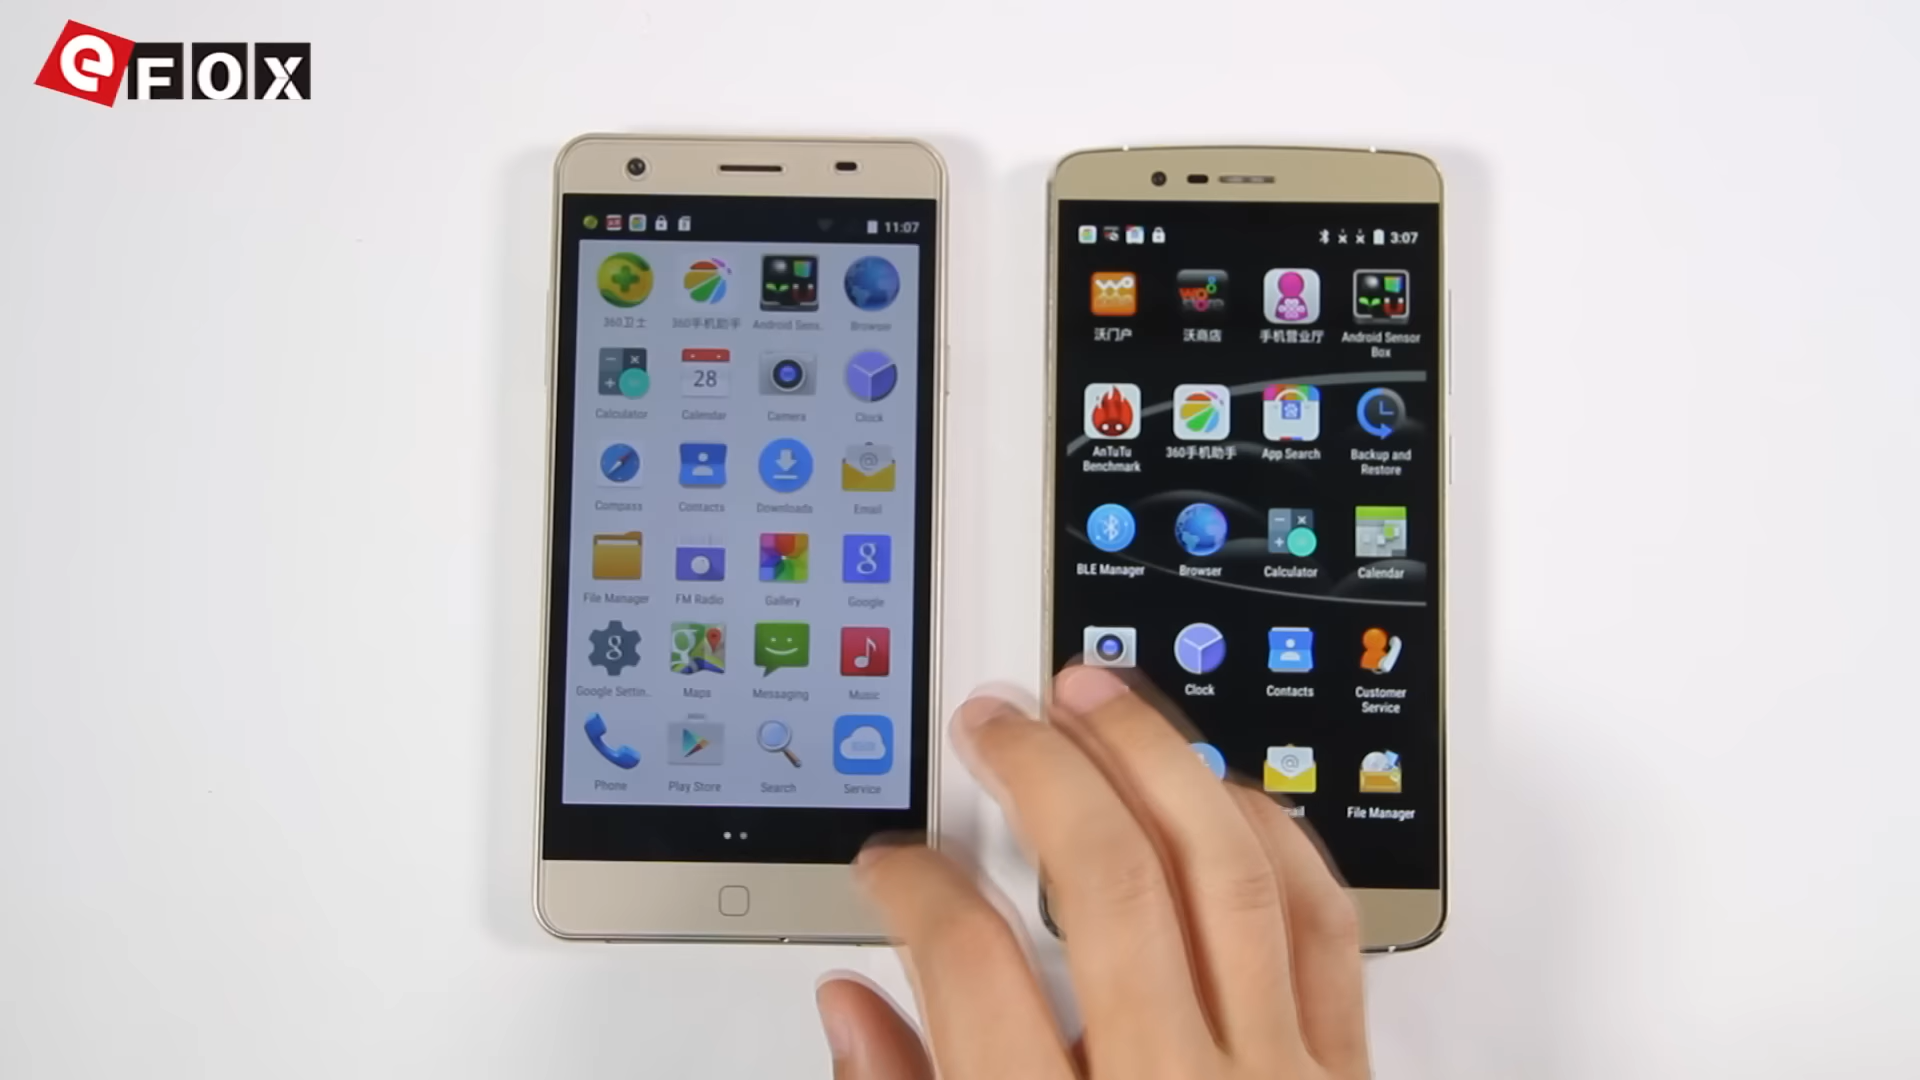 eFOX
11:07
360卫士
360手机助手
Android Sens..
Browser
28
Calculator
Calendar
Camera
Clock
Compass
Contacts
Downloads
Email
File Manager
FM Radio
Gallery
Google
Google Settin..
Maps
Messaging
Music
Phone
Play Store
Search
Service
3:07
沃门户
沃商店
手机营业厅
Android Sensor
Box
AnTuTu
Benchmark
360手机助手
App Search
Backup and
Restore
BLE Manager
Browser
Calculator
Calendar
Clock
Contacts
Customer
Service
File Manager